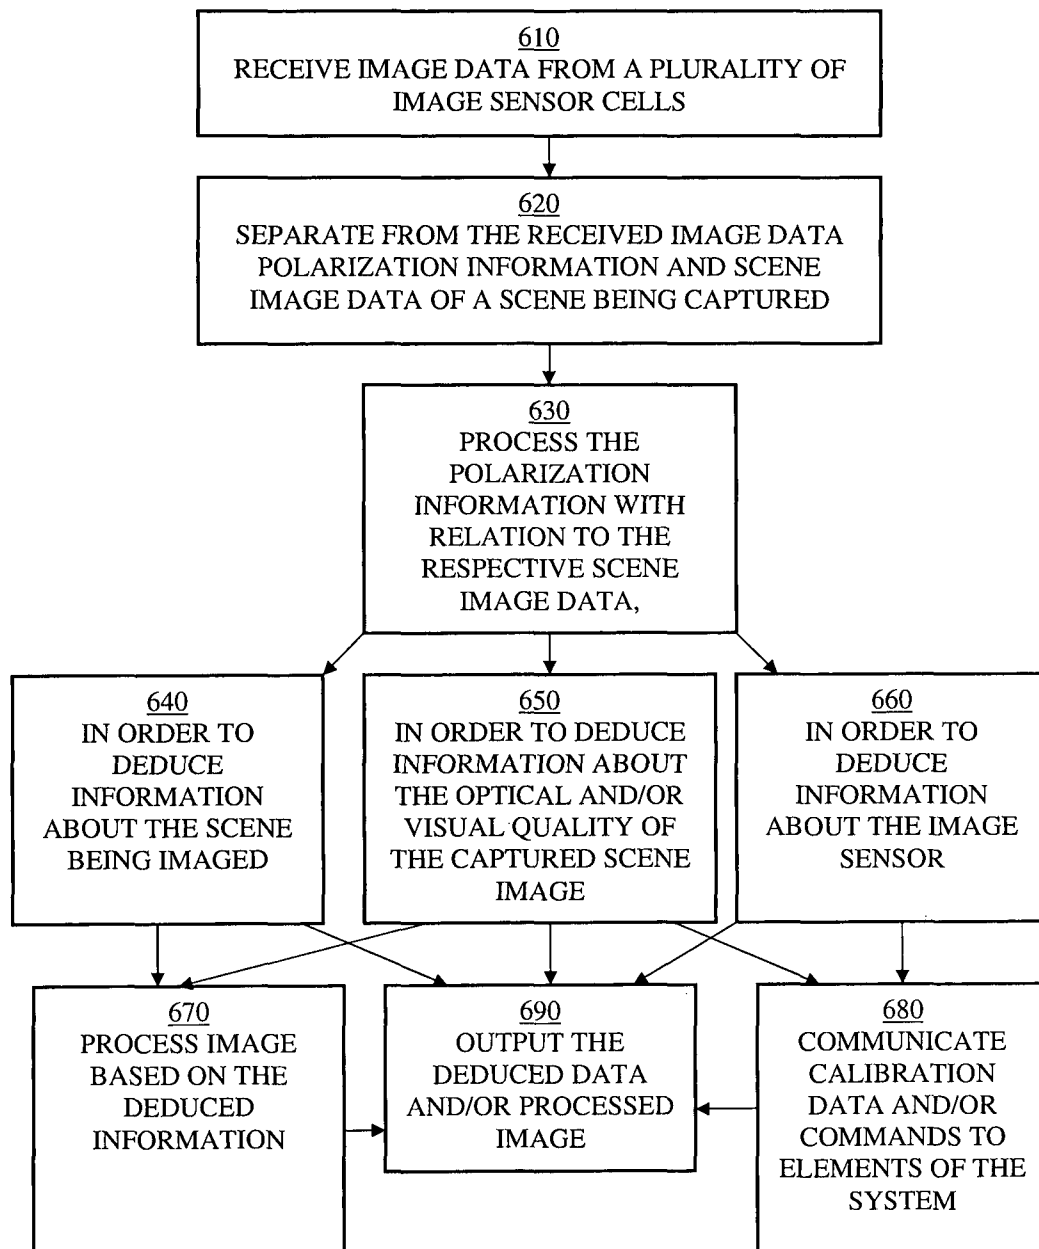 610
RECEIVE IMAGE DATA FROM A PLURALITY OF
IMAGE SENSOR CELLS
620
SEPARATE FROM THE RECEIVED IMAGE DATA
POLARIZATION INFORMATION AND SCENE
IMAGE DATA OF A SCENE BEING CAPTURED
630
PROCESS THE
POLARIZATION
INFORMATION WITH
RELATION TO THE
RESPECTIVE SCENE
IMAGE DATA,
640
IN ORDER TO
DEDUCE
INFORMATION
ABOUT THE SCENE
BEING IMAGED
650
IN ORDER TO DEDUCE
INFORMATION ABOUT
THE OPTICAL AND/OR
VISUAL QUALITY OF
THE CAPTURED SCENE
IMAGE
660
IN ORDER TO
DEDUCE
INFORMATION
ABOUT THE IMAGE
SENSOR
670
PROCESS IMAGE
BASED ON THE
DEDUCED
INFORMATION
690
OUTPUT THE
DEDUCED DATA
AND/OR PROCESSED
IMAGE
680
COMMUNICATE
CALIBRATION
DATA AND/OR
COMMANDS TO
ELEMENTS OF THE
SYSTEM